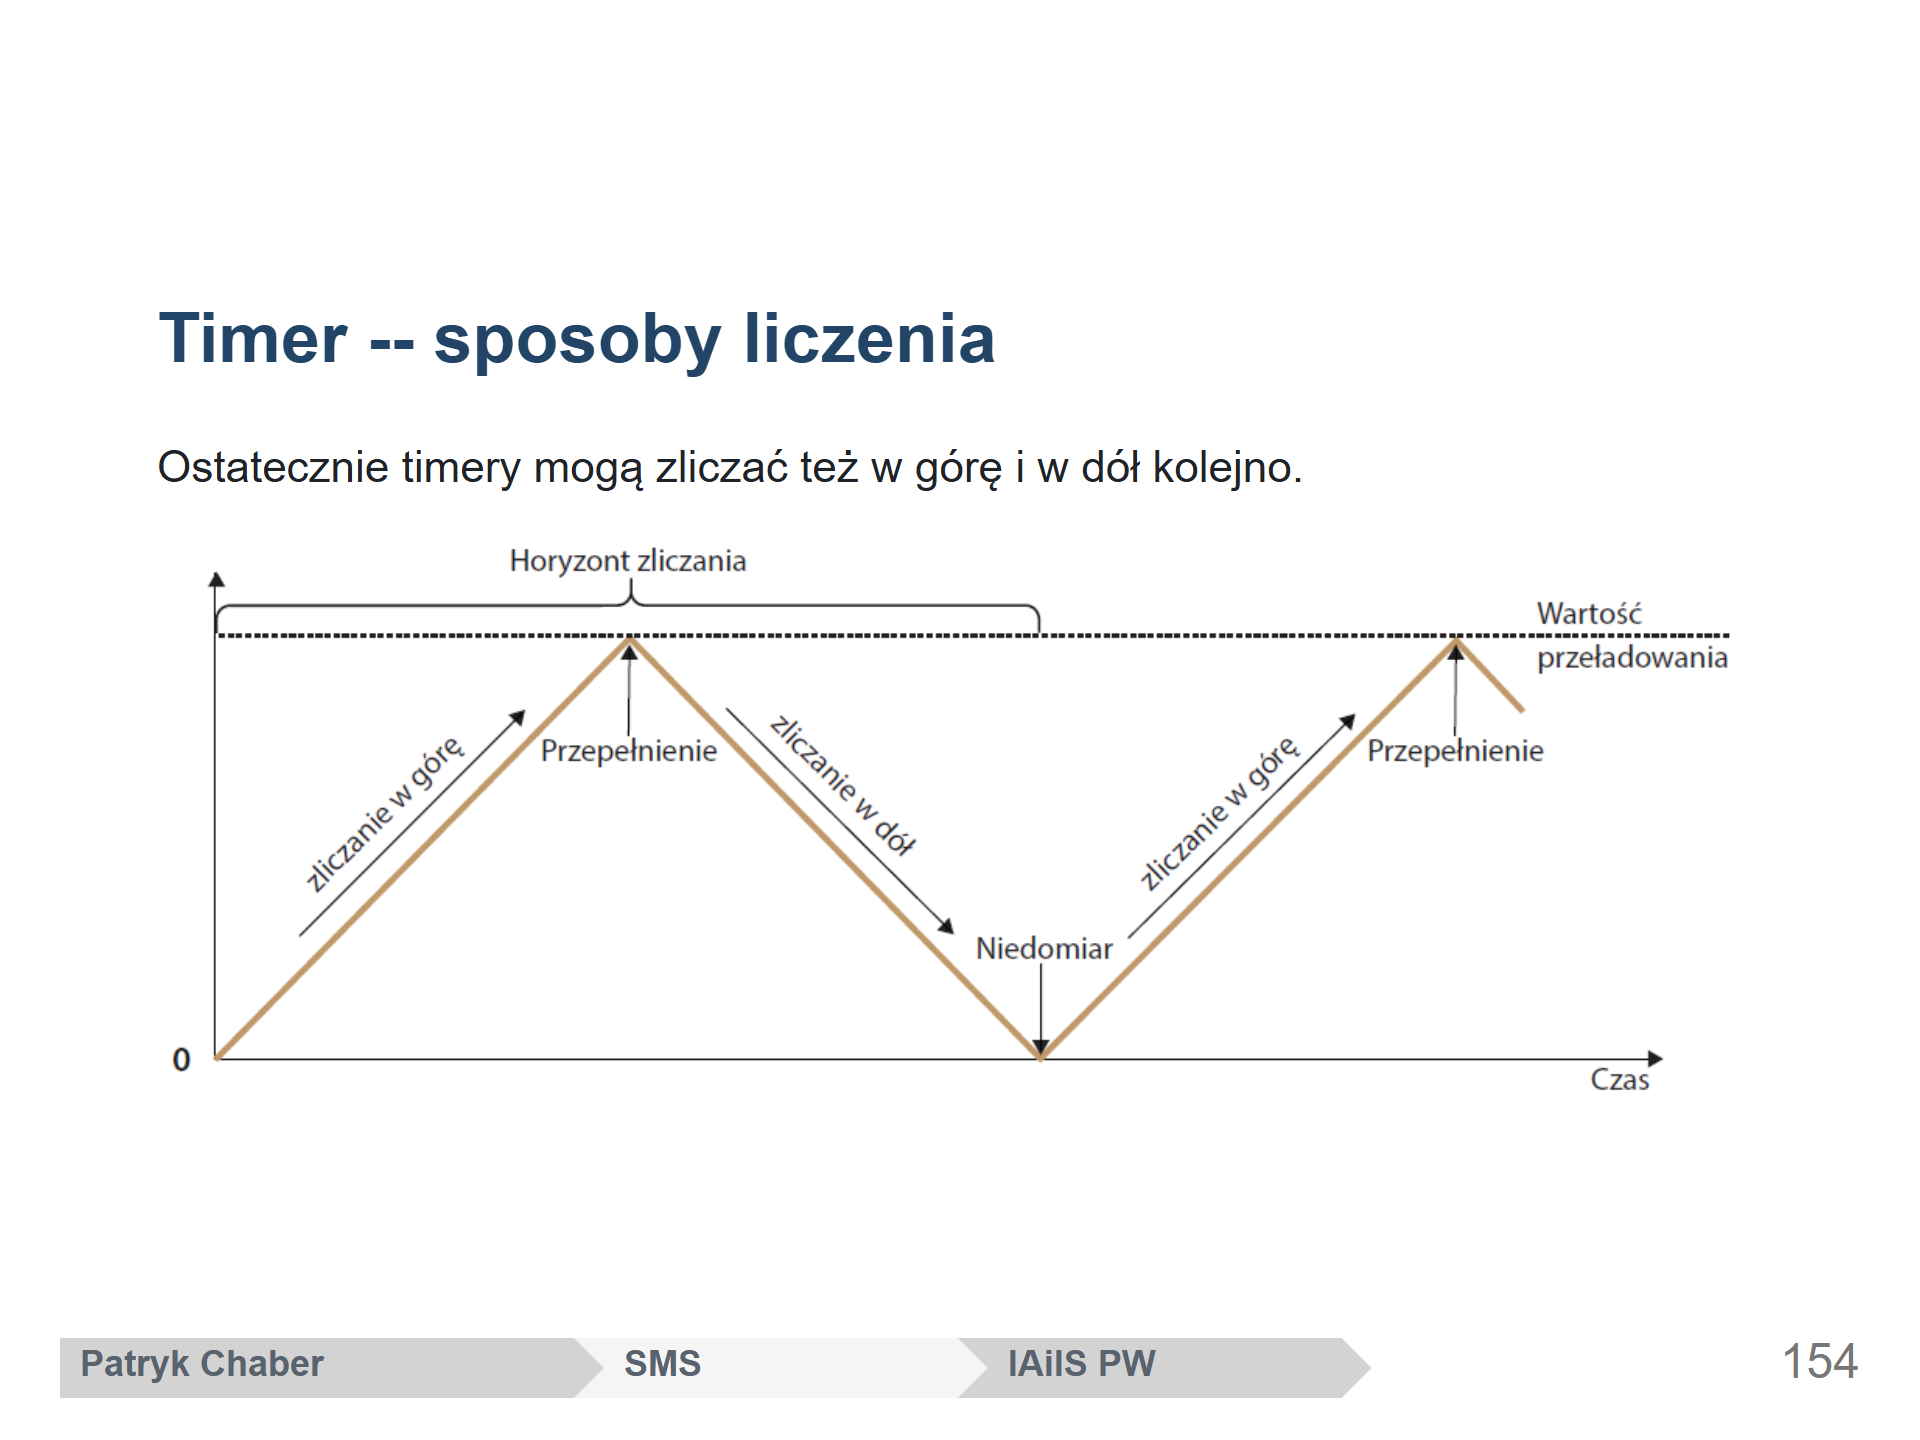 Timer -- sposoby liczenia
Ostatecznie timery mogą zliczać też w górę i w dół kolejno.
Horyzont zliczania
Wartość
przeładowania
zliczanie w górę
Przepełnienie
zliczanie w dół
Niedomiar
zliczanie w górę
Przepełnienie
0
Czas
Patryk Chaber
SMS
IAiIS PW
154